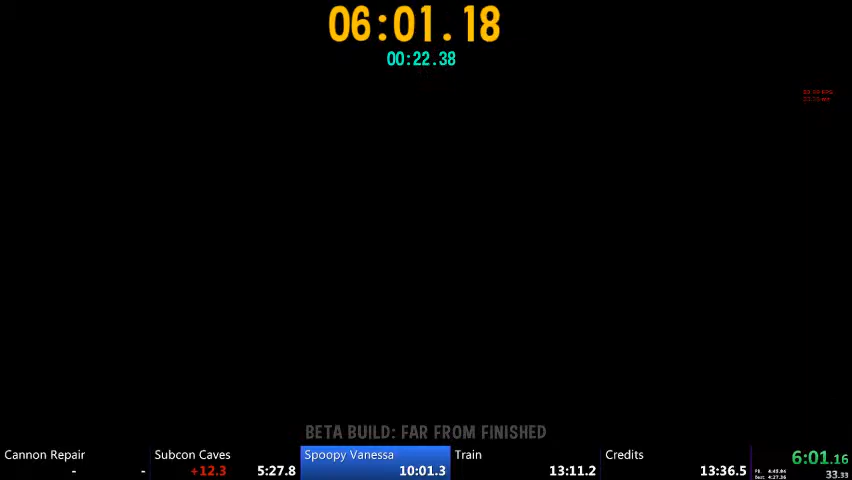 06:01.18
00:22.38
BETA BUILD: FAR FROM FINISHED
Cannon Repair - -
Subcon Caves +12.3 5:27.8
Spoopy Vanessa 10:01.3
Train 13:11.2
Credits 13:36.5
6:01.16
33.33